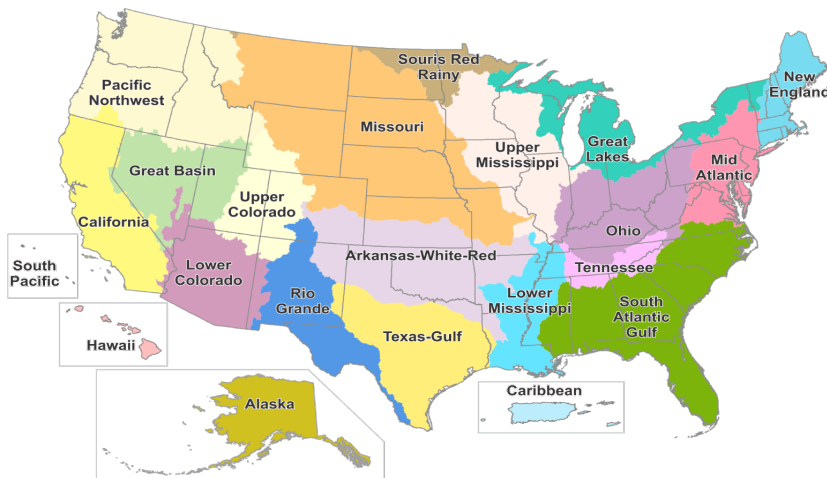 Souris Red
Rainy
New
England
Pacific
Northwest
Missouri
Upper
Mississippi
Great
Lakes
Mid
Atlantic
Great Basin
Upper
Colorado
California
Ohio
Arkansas-White-Red
Tennessee
South
Pacific
Lower
Colorado
Rio
Grande
Lower
Mississippi
South
Atlantic
Gulf
Texas-Gulf
Hawaii
Caribbean
Alaska